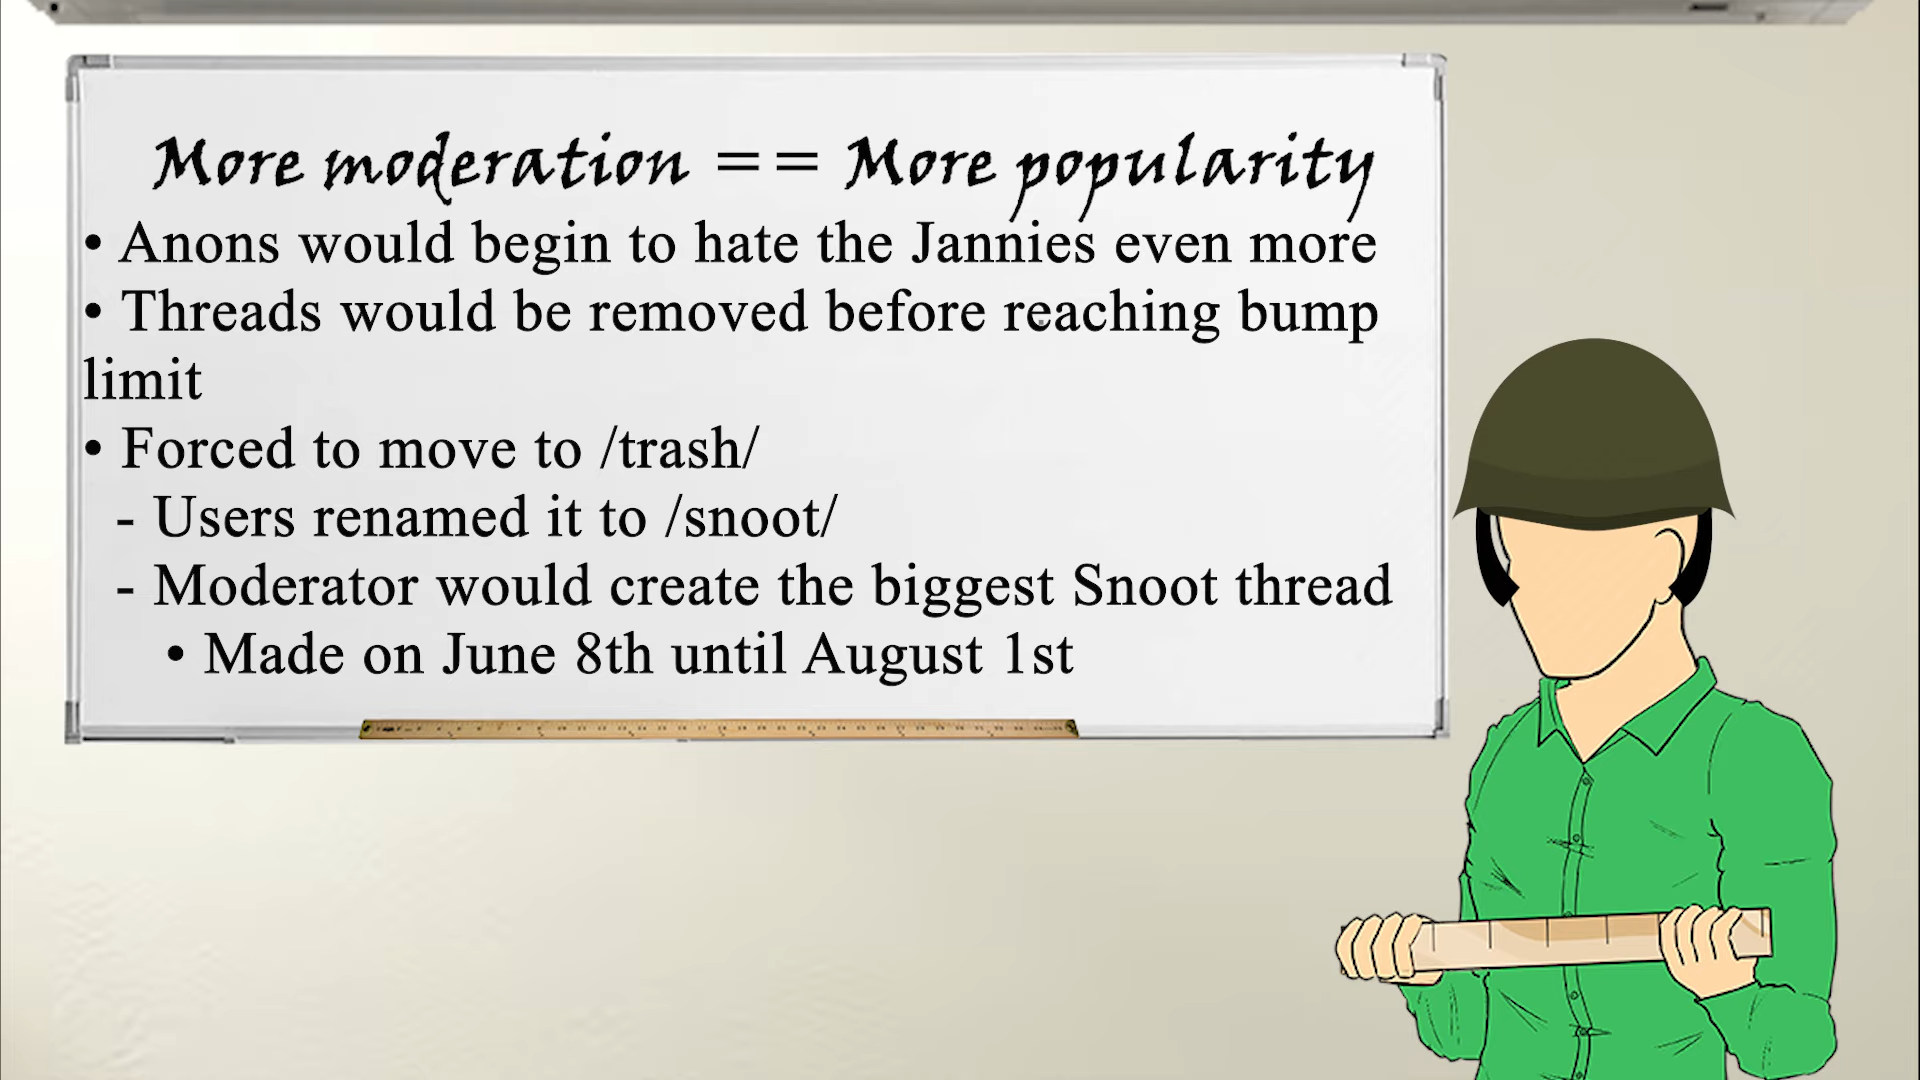 More moderation == More popularity
• Anons would begin to hate the Jannies even more
• Threads would be removed before reaching bump
limit
• Forced to move to /trash/
- Users renamed it to /snoot/
- Moderator would create the biggest Snoot thread
• Made on June 8th until August 1st